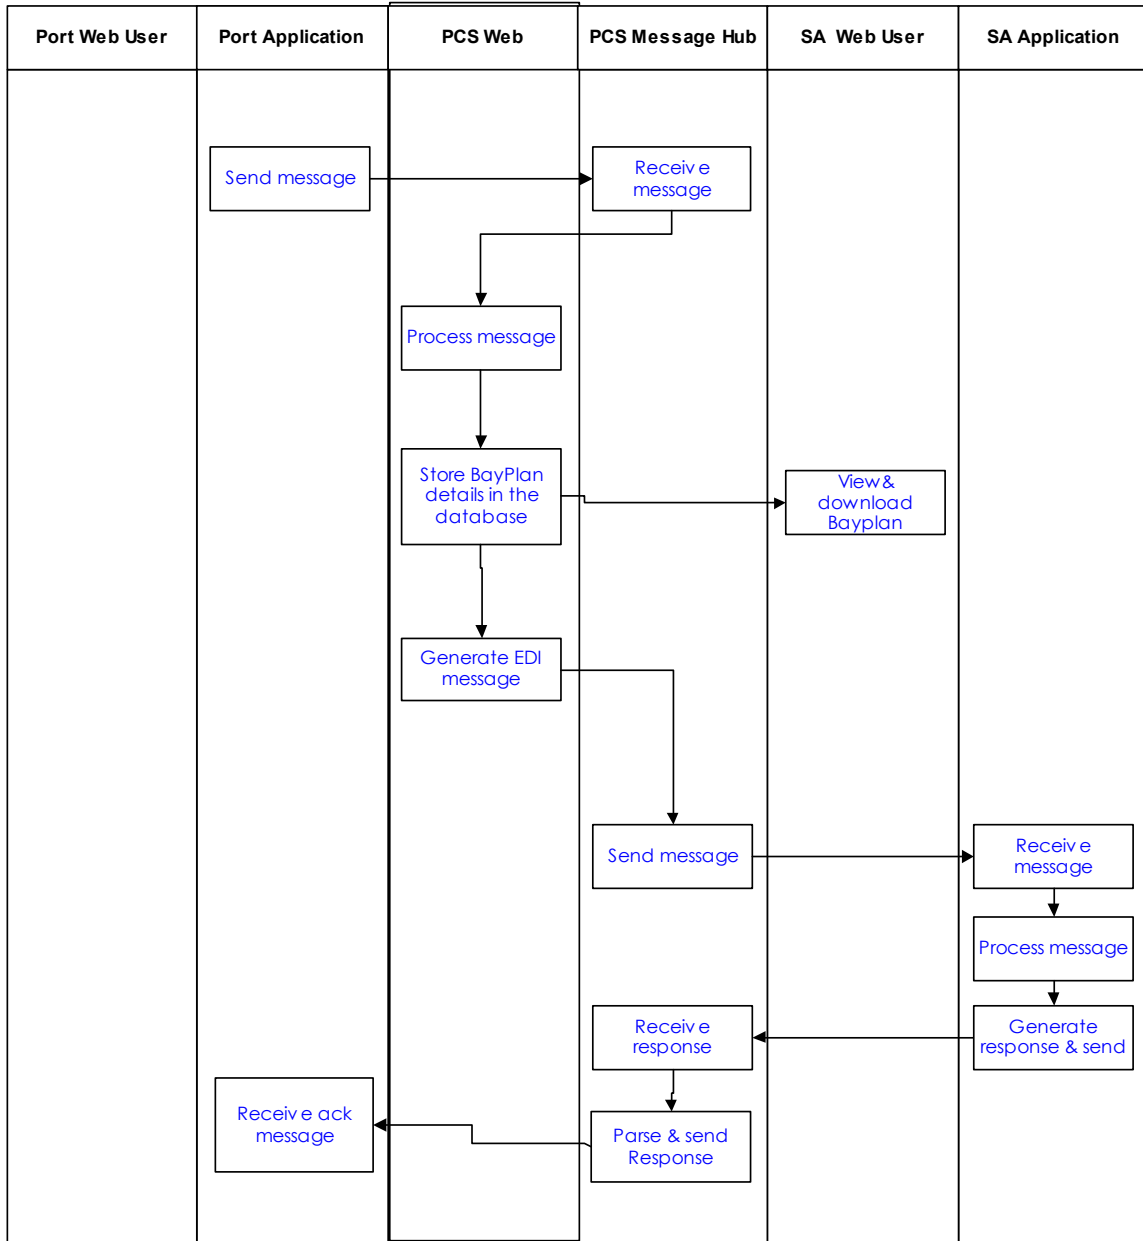 Port Web User
Port Application
PCS Web
PCS Message Hub
SA Web User
SA Application
Send message
Receive
message
Process message
Store BayPlan
details in the
database
View &
download
Bayplan
Generate EDI
message
Send message
Receive
message
Process message
Generate
response & send
Receive
response
Receive ack
message
Parse & send
Response